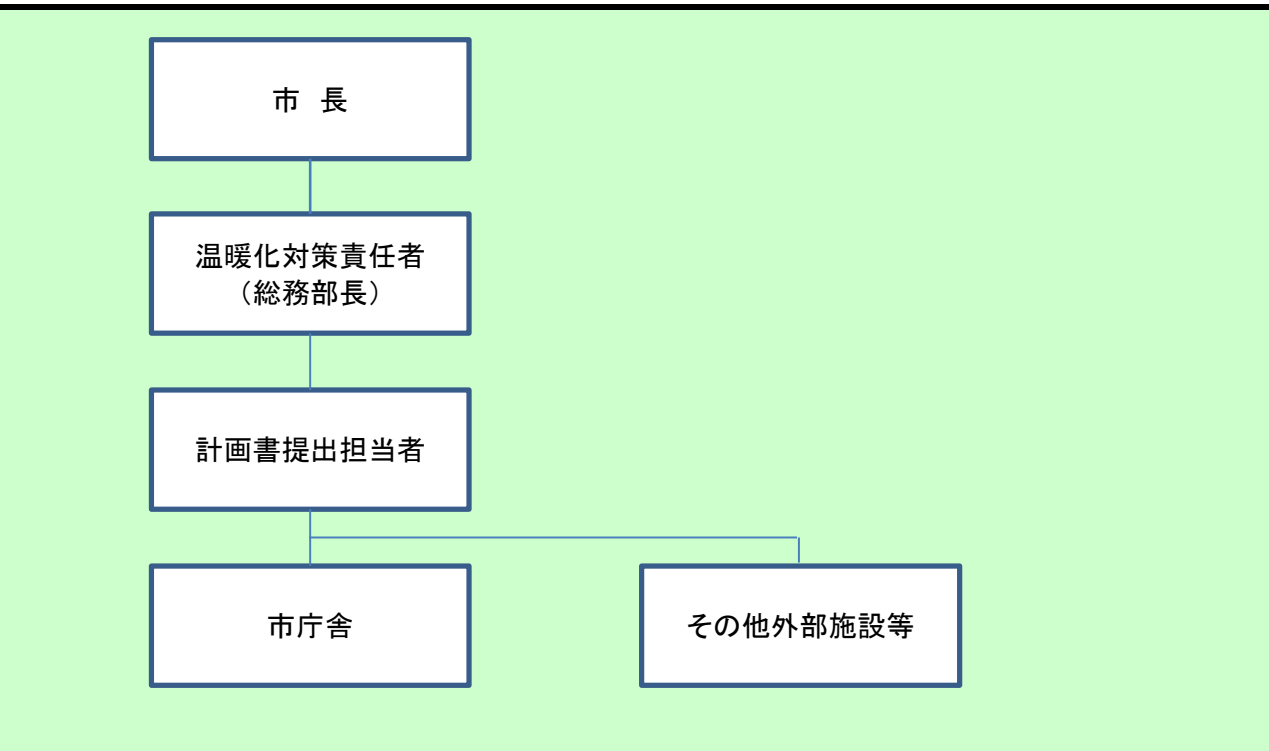 市 長
温暖化対策責任者
（総務部長）
計画書提出担当者
市庁舎
その他外部施設等